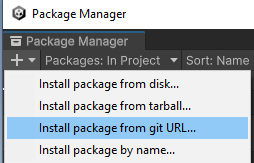 Package Manager
Package Manager
+ Packages: In Project Sort: Name
Install package from disk...
Install package from tarball...
Install package from git URL...
Install package by name...